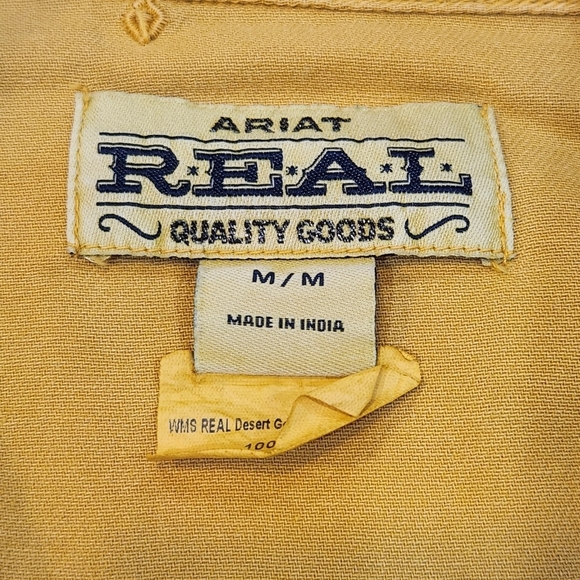 ARIAT
R.E.A.L.
QUALITY GOODS
M/M
MADE IN INDIA
WMS REAL Desert
100